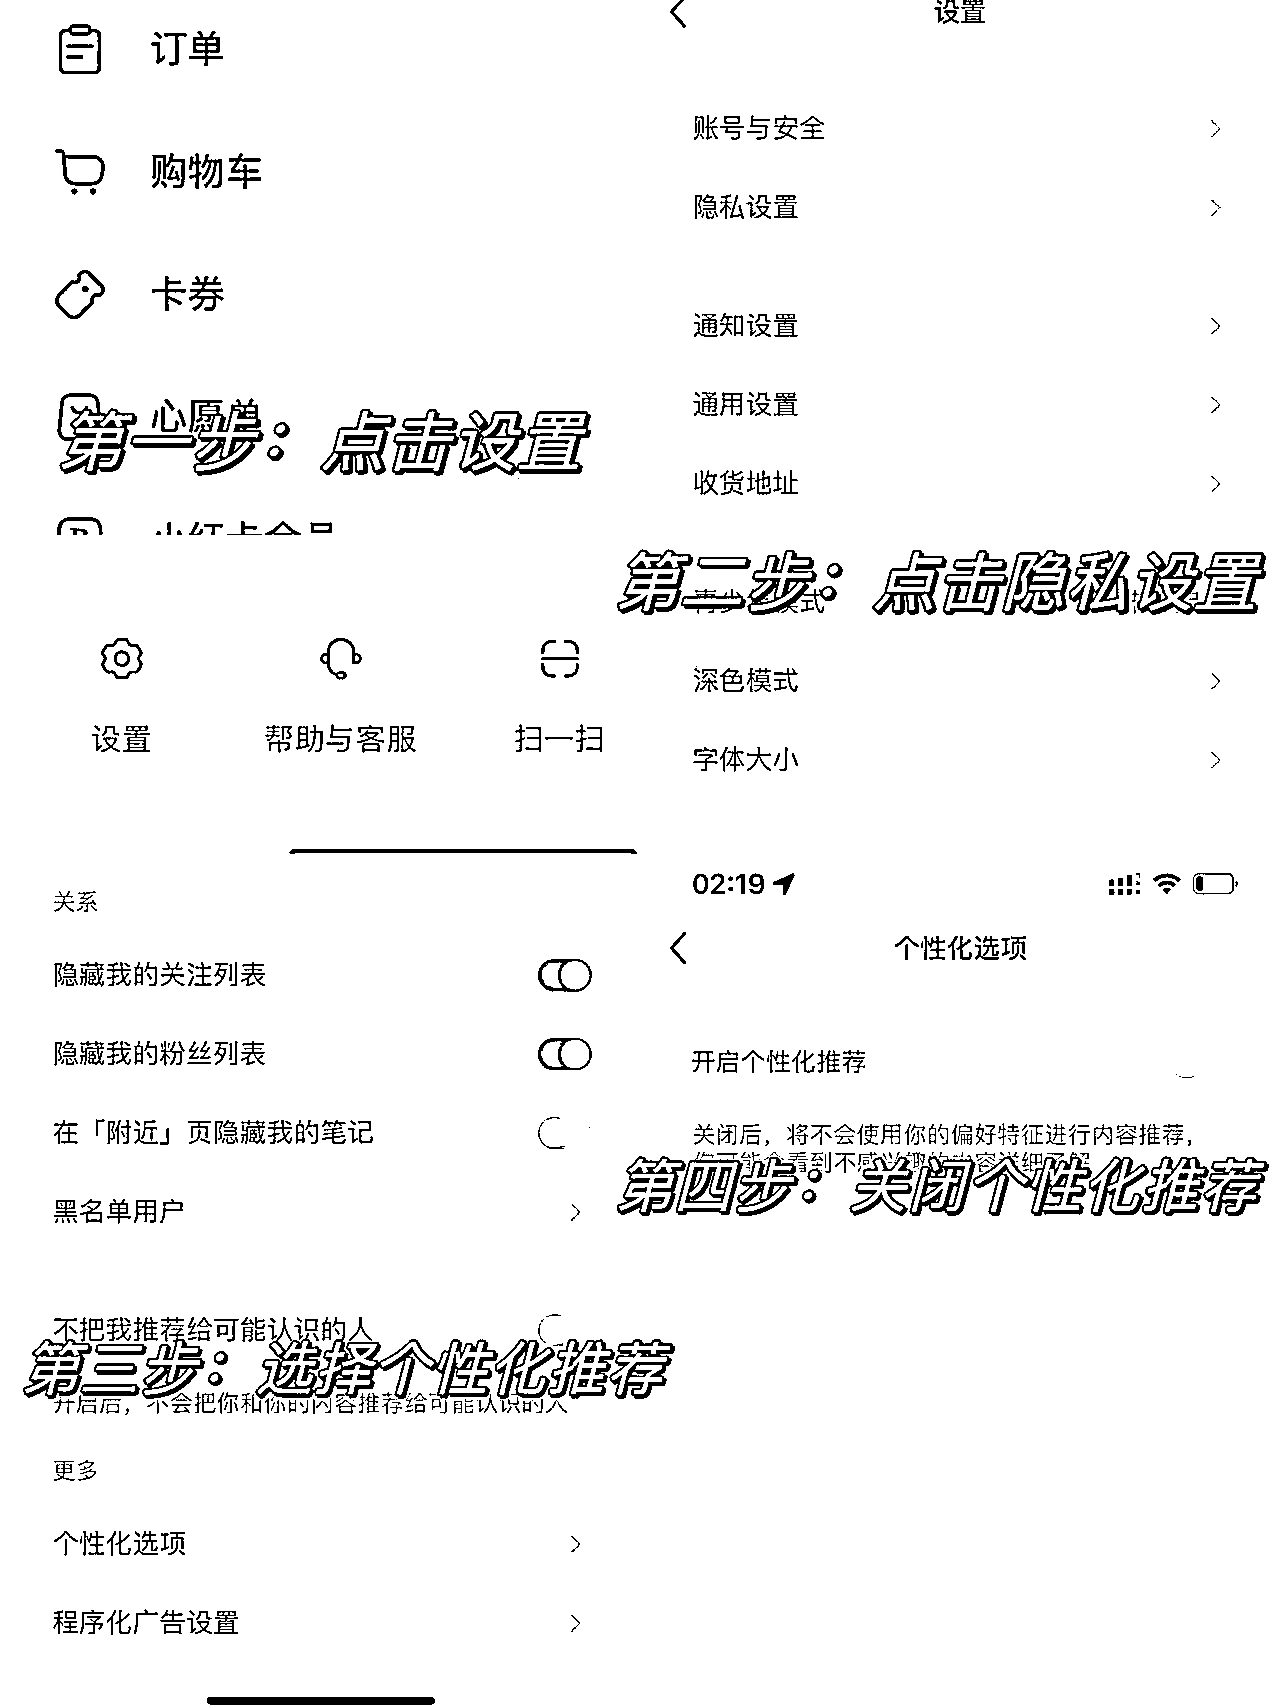 订单
购物车
卡券
心愿单
第一步：点击设置
设置
帮助与客服
扫一扫
设置
账号与安全
隐私设置
通知设置
通用设置
收货地址
第二步：点击隐私设置
深色模式
字体大小
关系
隐藏我的关注列表
隐藏我的粉丝列表
在「附近」页隐藏我的笔记
黑名单用户
不把我推荐给可能认识的人
第三步：选择个性化推荐
开启后，不会把你和你的内容推荐给可能认识的人
更多
个性化选项
程序化广告设置
02:19
个性化选项
开启个性化推荐
关闭后，将不会使用你的偏好特征进行内容推荐，
你可能会看到不感兴趣的内容详细了解
第四步：关闭个性化推荐